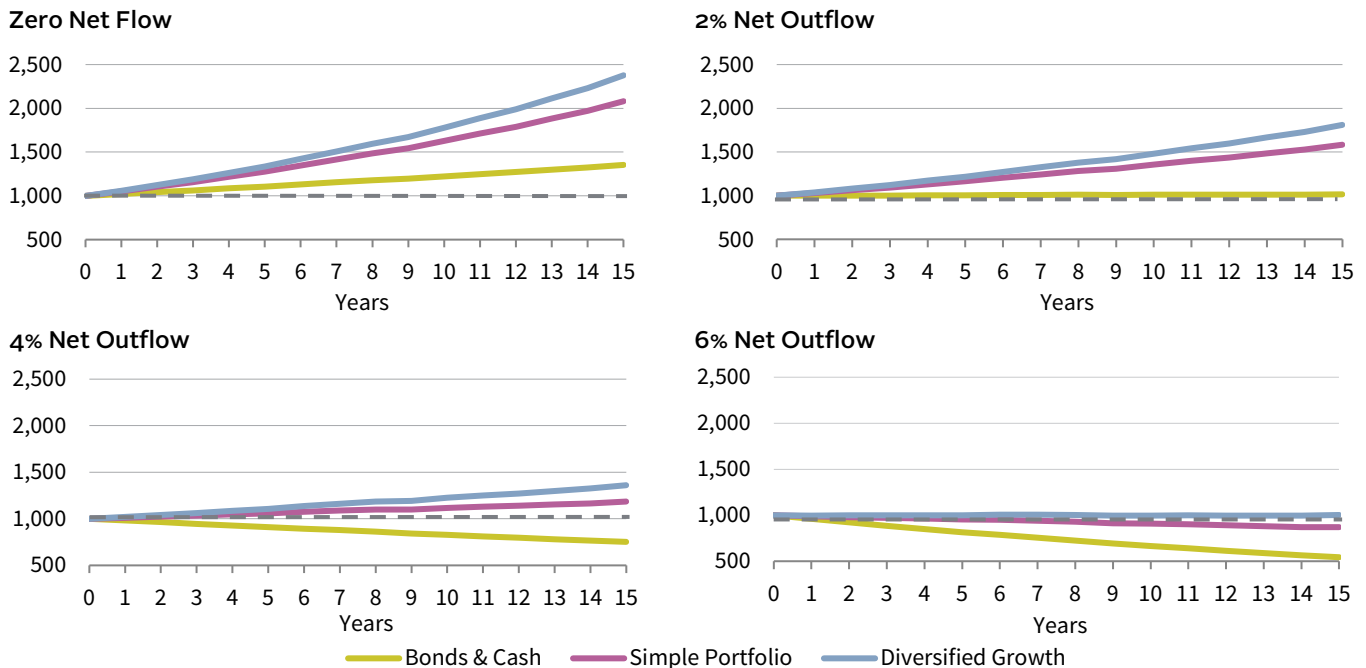 Zero Net Flow
2,500
2,000
1,500
1,000
500
0 1 2 3 4 5 6 7 8 9 10 11 12 13 14 15
Years
2% Net Outflow
2,500
2,000
1,500
1,000
500
0 1 2 3 4 5 6 7 8 9 10 11 12 13 14 15
Years
4% Net Outflow
2,500
2,000
1,500
1,000
500
0 1 2 3 4 5 6 7 8 9 10 11 12 13 14 15
Years
6% Net Outflow
2,500
2,000
1,500
1,000
500
0 1 2 3 4 5 6 7 8 9 10 11 12 13 14 15
Years
Bonds & Cash Simple Portfolio Diversified Growth